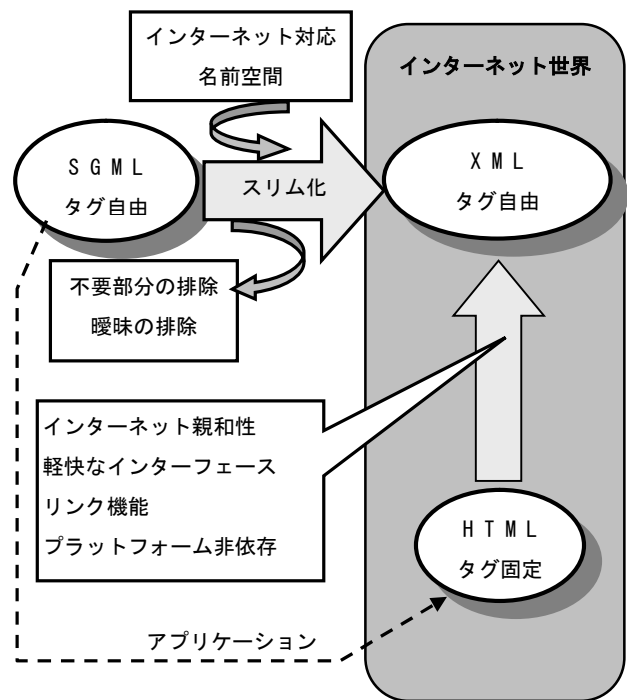 インターネット対応
名前空間
インターネット世界
SGML
タグ自由
スリム化
XML
タグ自由
不要部分の排除
曖昧の排除
インターネット親和性
軽快なインターフェース
リンク機能
プラットフォーム非依存
HTML
タグ固定
アプリケーション